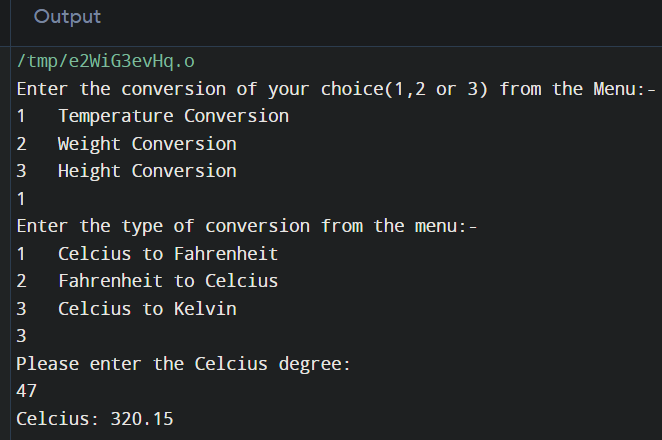 Output
/tmp/e2WiG3evHq.o
Enter the conversion of your choice(1,2 or 3) from the Menu:-
1   Temperature Conversion
2   Weight Conversion
3   Height Conversion
1
Enter the type of conversion from the menu:-
1   Celcius to Fahrenheit
2   Fahrenheit to Celcius
3   Celcius to Kelvin
3
Please enter the Celcius degree:
47
Celcius: 320.15